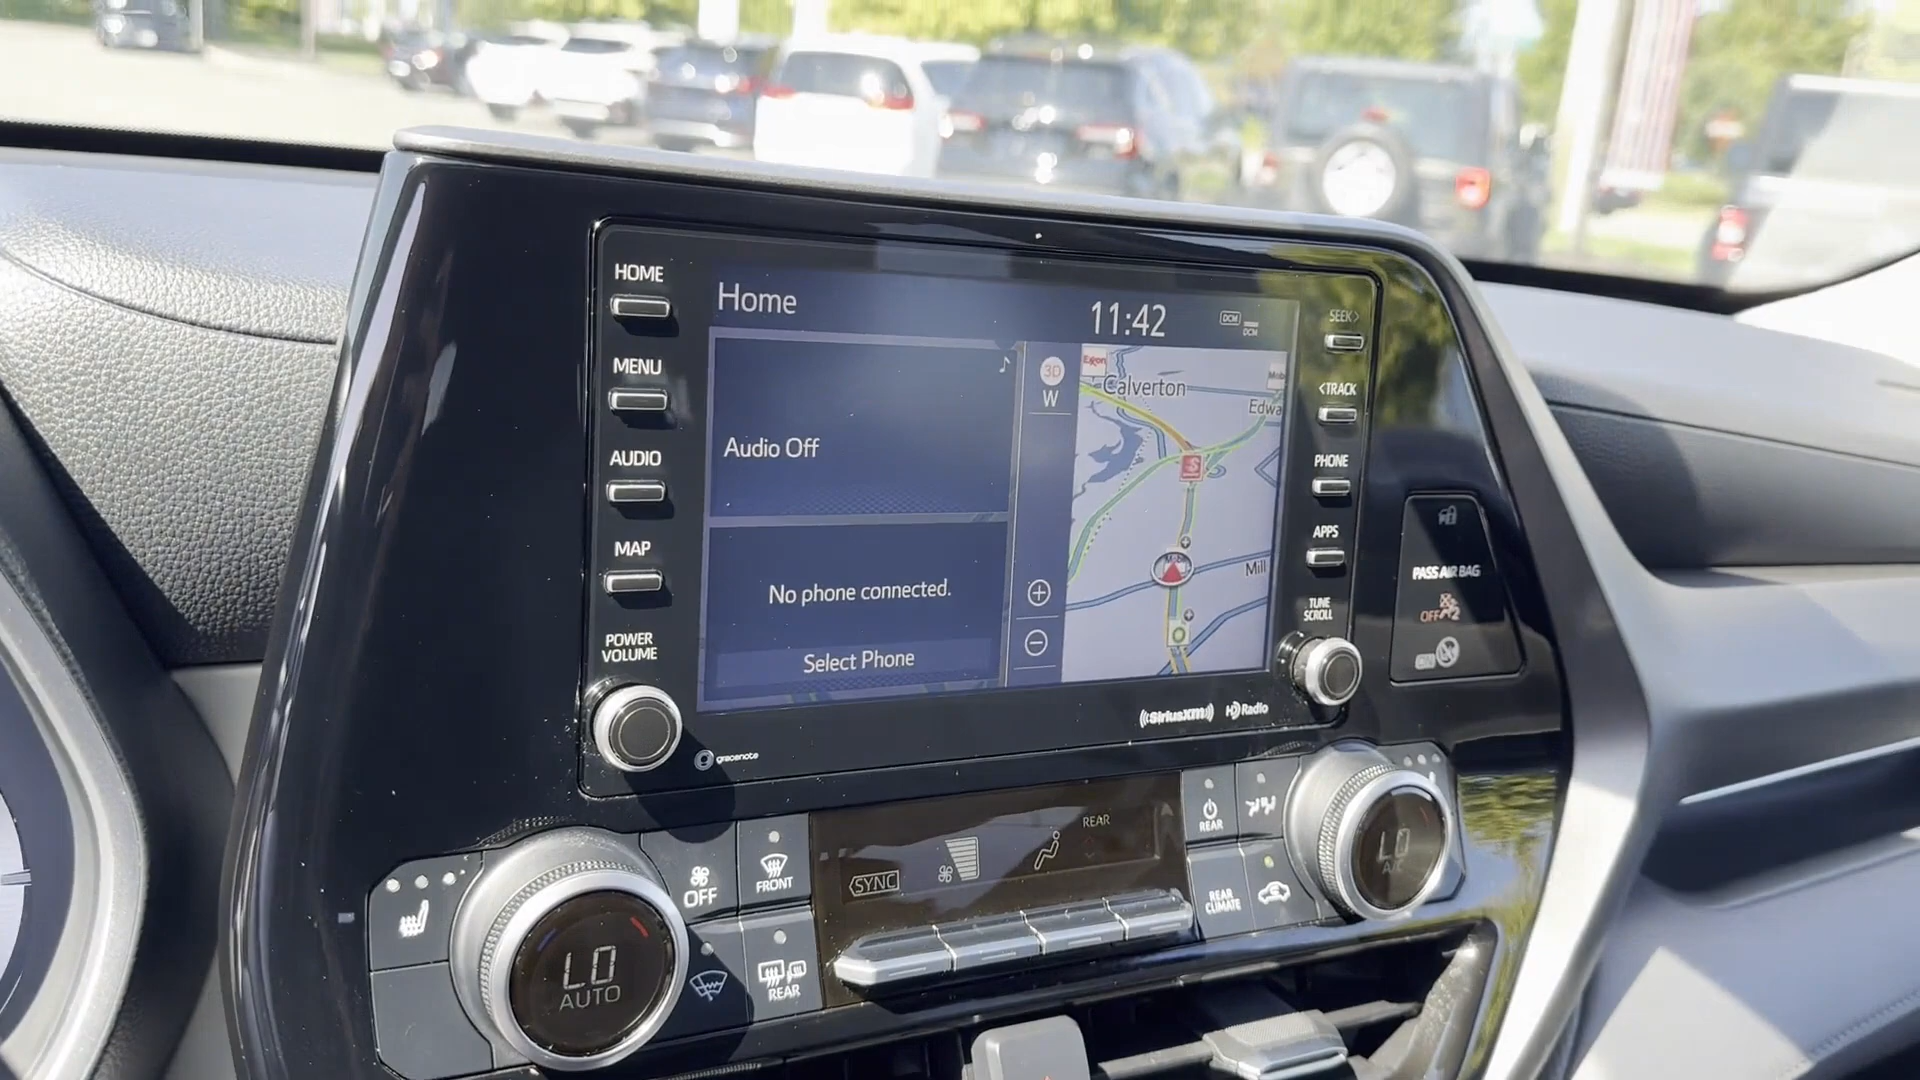 HOME
MENU
AUDIO
MAP
POWER
VOLUME
Home
11:42
DCM
DCM
Audio Off
No phone connected.
Select Phone
3D
W
Exxon
Calverton
Edwa
Mill
SEEK>
<TRACK
PHONE
APPS
TUNE
SCROLL
PASS AIR BAG
OFF
gracenote
SiriusXM
HD Radio
OFF
FRONT
REAR
LO
AUTO
SYNC
REAR
REAR
REAR
CLIMATE
LO
A/C